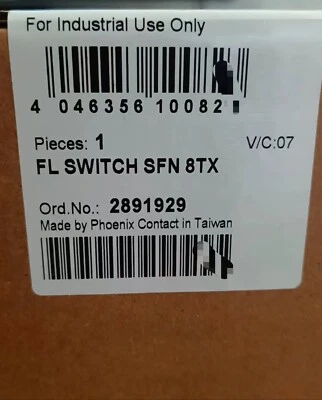 For Industrial Use Only
4 046356 10082
Pieces: 1 V/C:07
FL SWITCH SFN 8TX
Ord.No.: 2891929
Made by Phoenix Contact in Taiwan